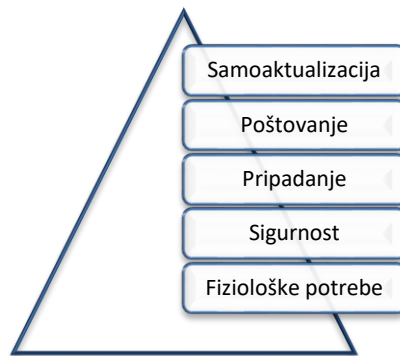 Samoaktualizacija
Poštovanje
Pripadanje
Sigurnost
Fiziološke potrebe